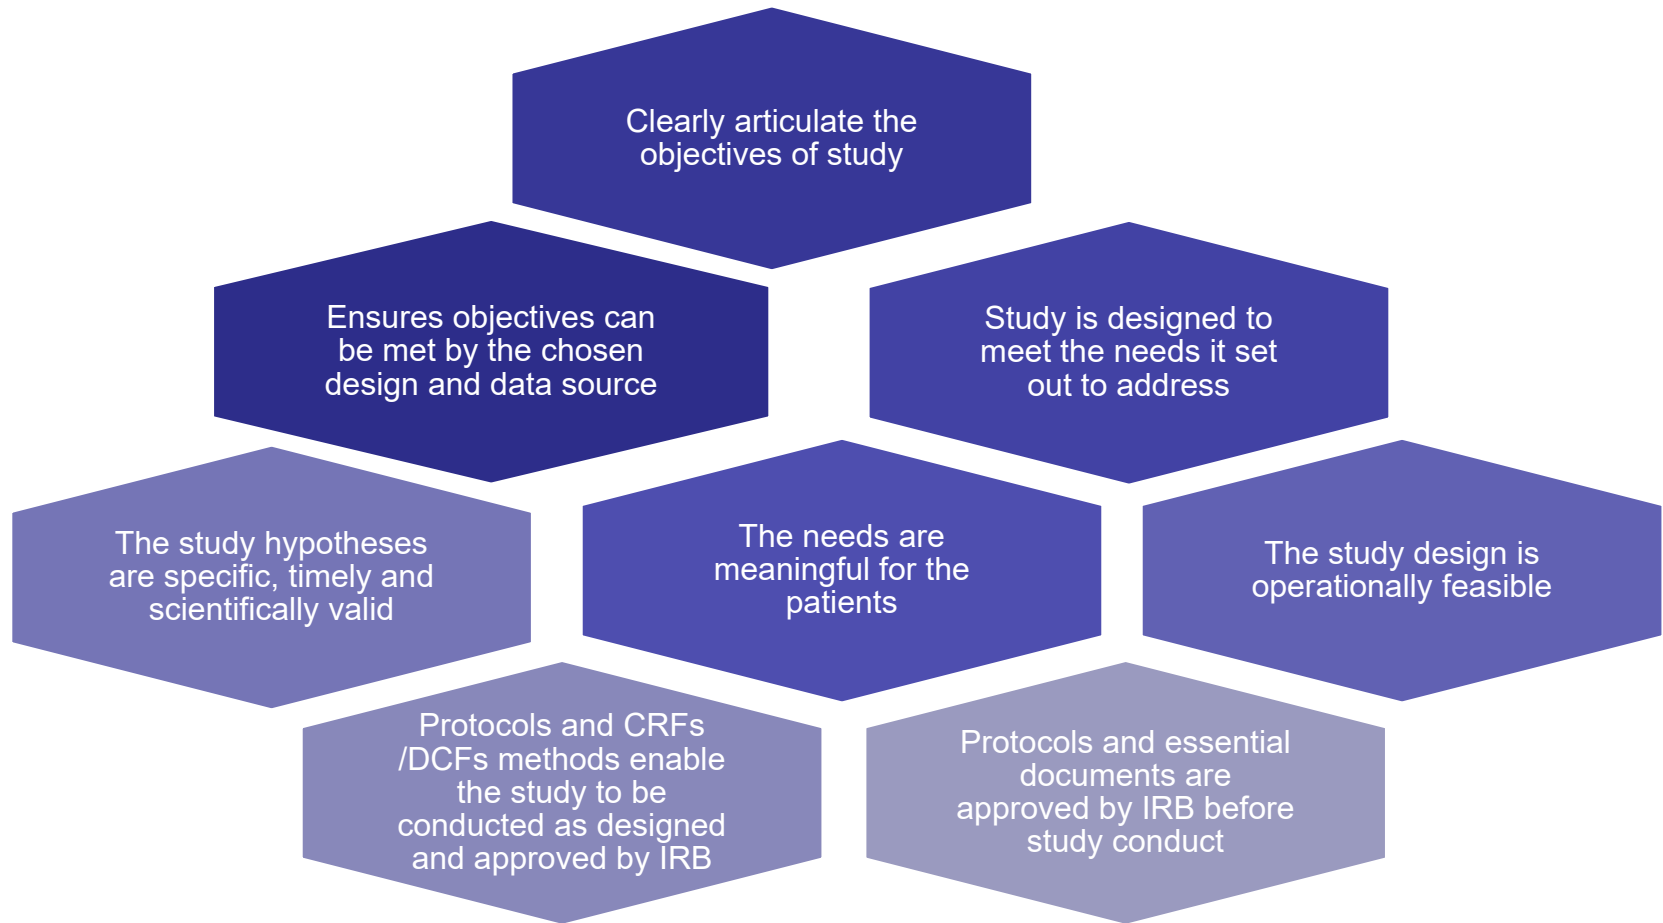 Clearly articulate the
objectives of study
Ensures objectives can
be met by the chosen
design and data source
Study is designed to
meet the needs it set
out to address
The study hypotheses
are specific, timely and
scientifically valid
The needs are
meaningful for the
patients
The study design is
operationally feasible
Protocols and CRFs
/DCFs methods enable
the study to be
conducted as designed
and approved by IRB
Protocols and essential
documents are
approved by IRB before
study conduct